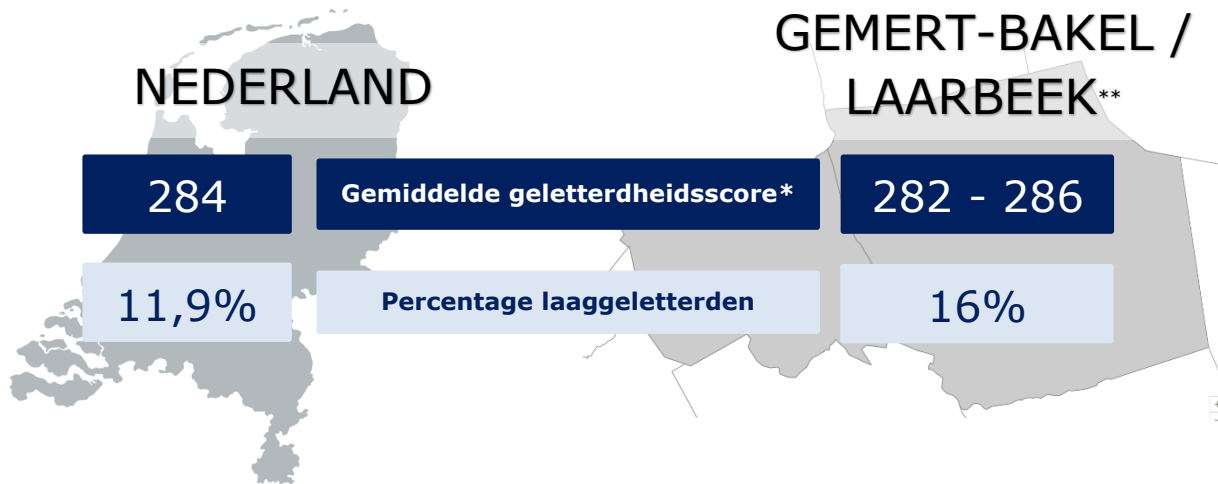 NEDERLAND
GEMERT-BAKEL /
LAARBEEK**
284
Gemiddelde geletterdheidsscore*
282 - 286
11,9%
Percentage laaggeletterden
16%